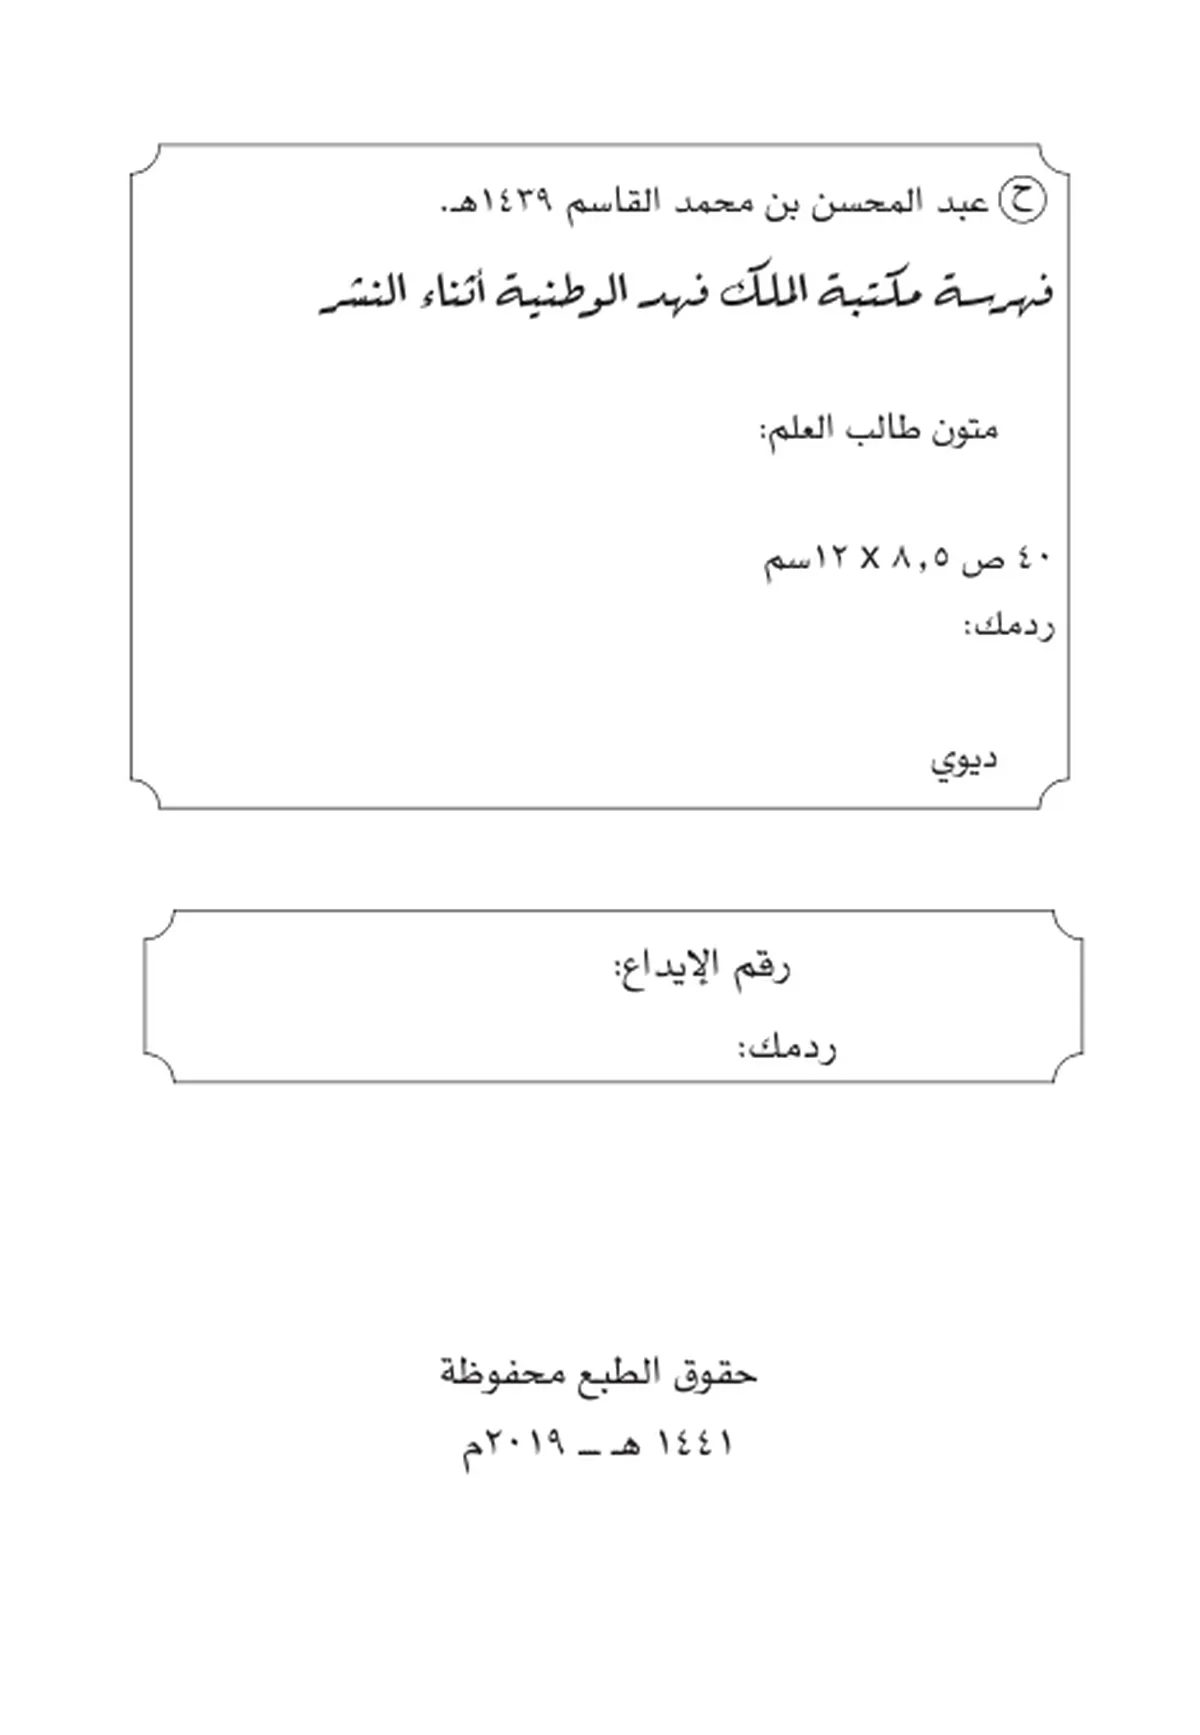 ح عبد المحسن بن محمد القاسم ١٤٣٩هـ.
فهرسة مكتبة الملك فهد الوطنية أثناء النشر
متون طالب العلم:
٤٠ ص ٨,٥ X ١٢سم
ردمك:
ديوي
رقم الإيداع:
ردمك:
حقوق الطبع محفوظة
١٤٤١ هـ ــ ٢٠١٩م